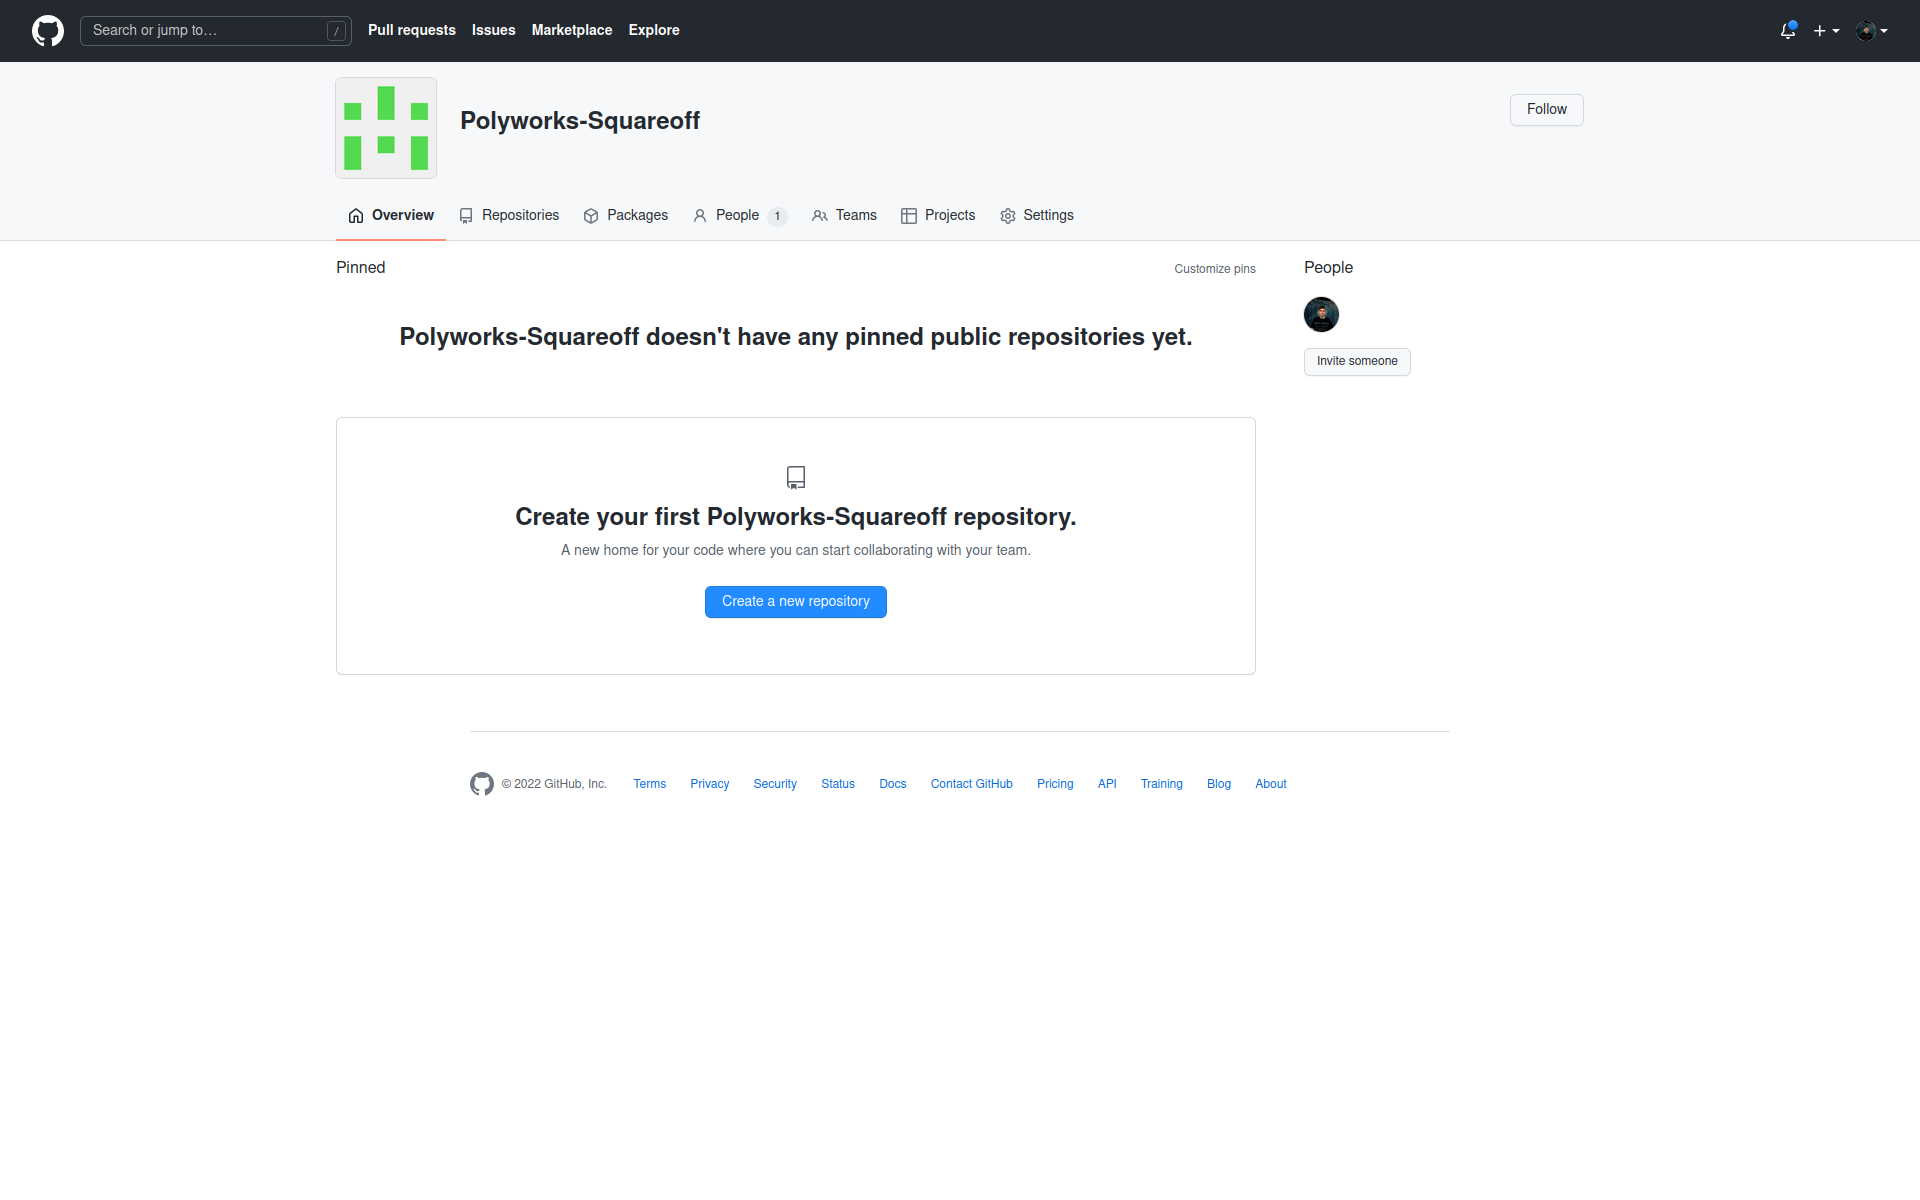 Search or jump to… /
Pull requests Issues Marketplace Explore
Polyworks-Squareoff
Follow
Overview Repositories Packages People 1 Teams Projects Settings
Pinned
Customize pins
People
Polyworks-Squareoff doesn't have any pinned public repositories yet.
Invite someone
Create your first Polyworks-Squareoff repository.
A new home for your code where you can start collaborating with your team.
Create a new repository
© 2022 GitHub, Inc. Terms Privacy Security Status Docs Contact GitHub Pricing API Training Blog About